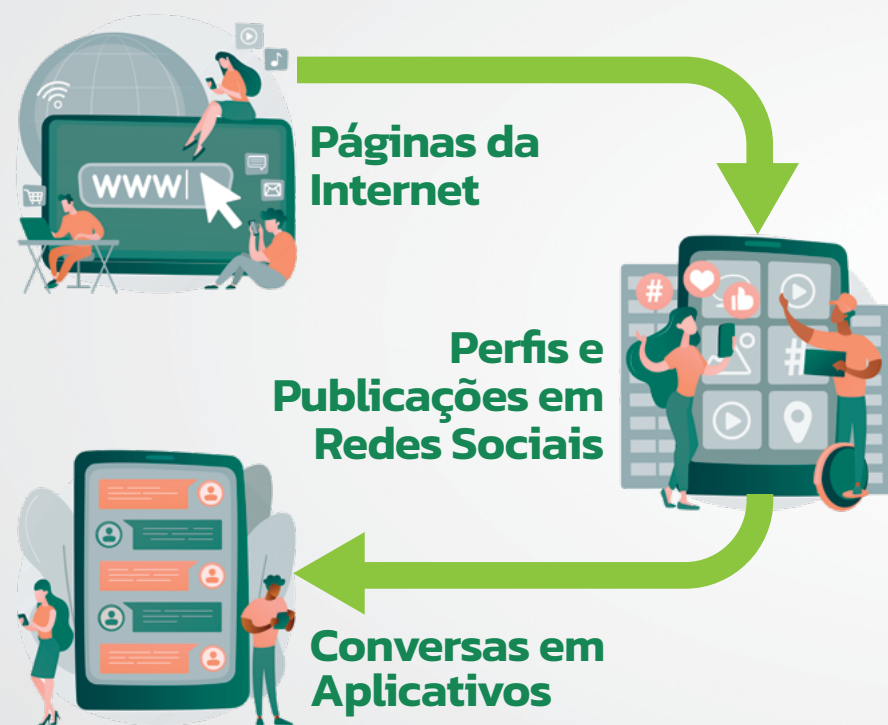 www
Páginas da
Internet
#
#
Perfis e
Publicações em
Redes Sociais
Conversas em
Aplicativos